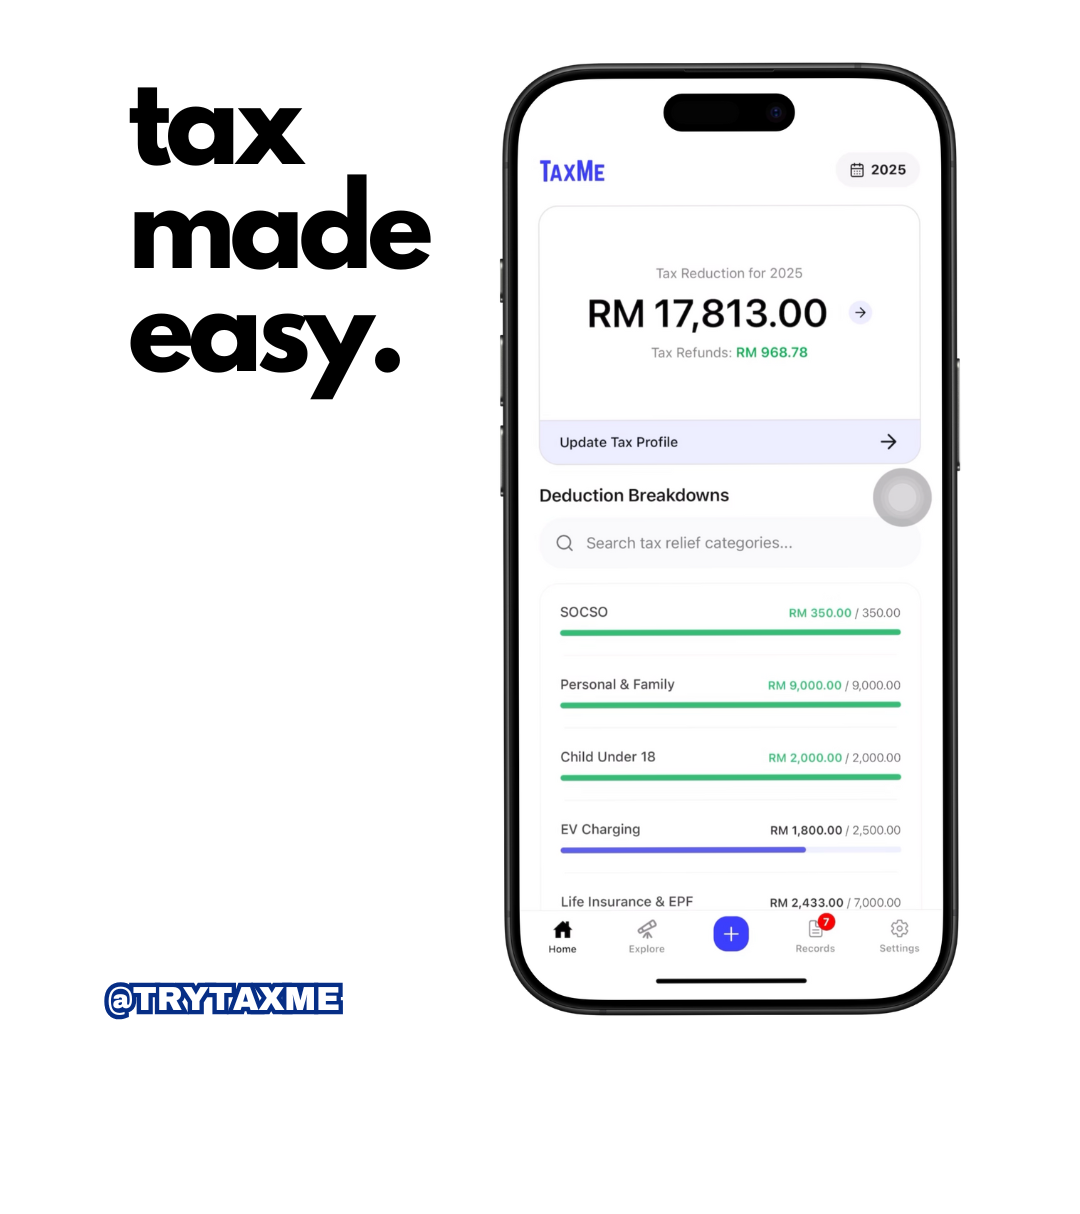 tax
made
easy.
TaxMe
2025
Tax Reduction for 2025
RM 17,813.00
Tax Refunds: RM 968.78
Update Tax Profile
Deduction Breakdowns
Search tax relief categories...
SOCSO RM 350.00 / 350.00
Personal & Family RM 9,000.00 / 9,000.00
Child Under 18 RM 2,000.00 / 2,000.00
EV Charging RM 1,800.00 / 2,500.00
Life Insurance & EPF RM 2,433.00 / 7,000.00
7
Home Explore Records Settings
@TRYTAXME